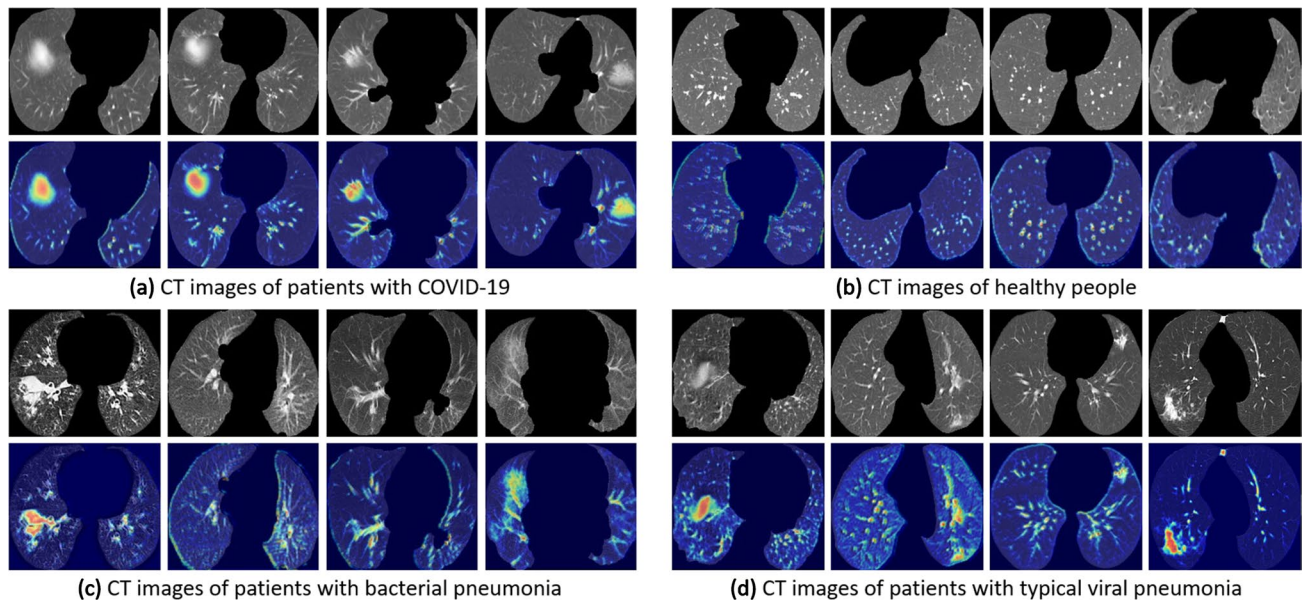 (a) CT images of patients with COVID-19
(b) CT images of healthy people
(c) CT images of patients with bacterial pneumonia
(d) CT images of patients with typical viral pneumonia